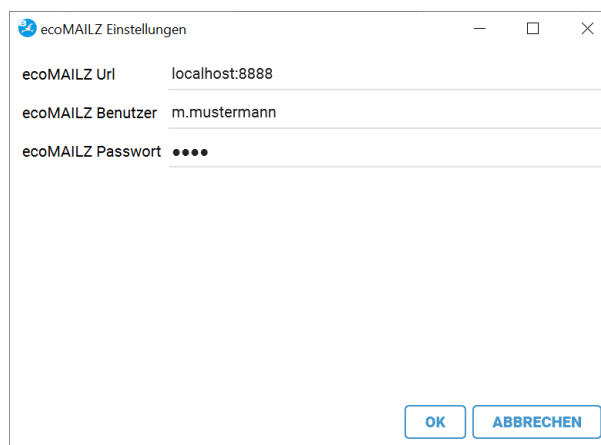 ecoMAILZ Einstellungen
ecoMAILZ Url localhost:8888
ecoMAILZ Benutzer m.mustermann
ecoMAILZ Passwort ●●●●
OK ABBRECHEN